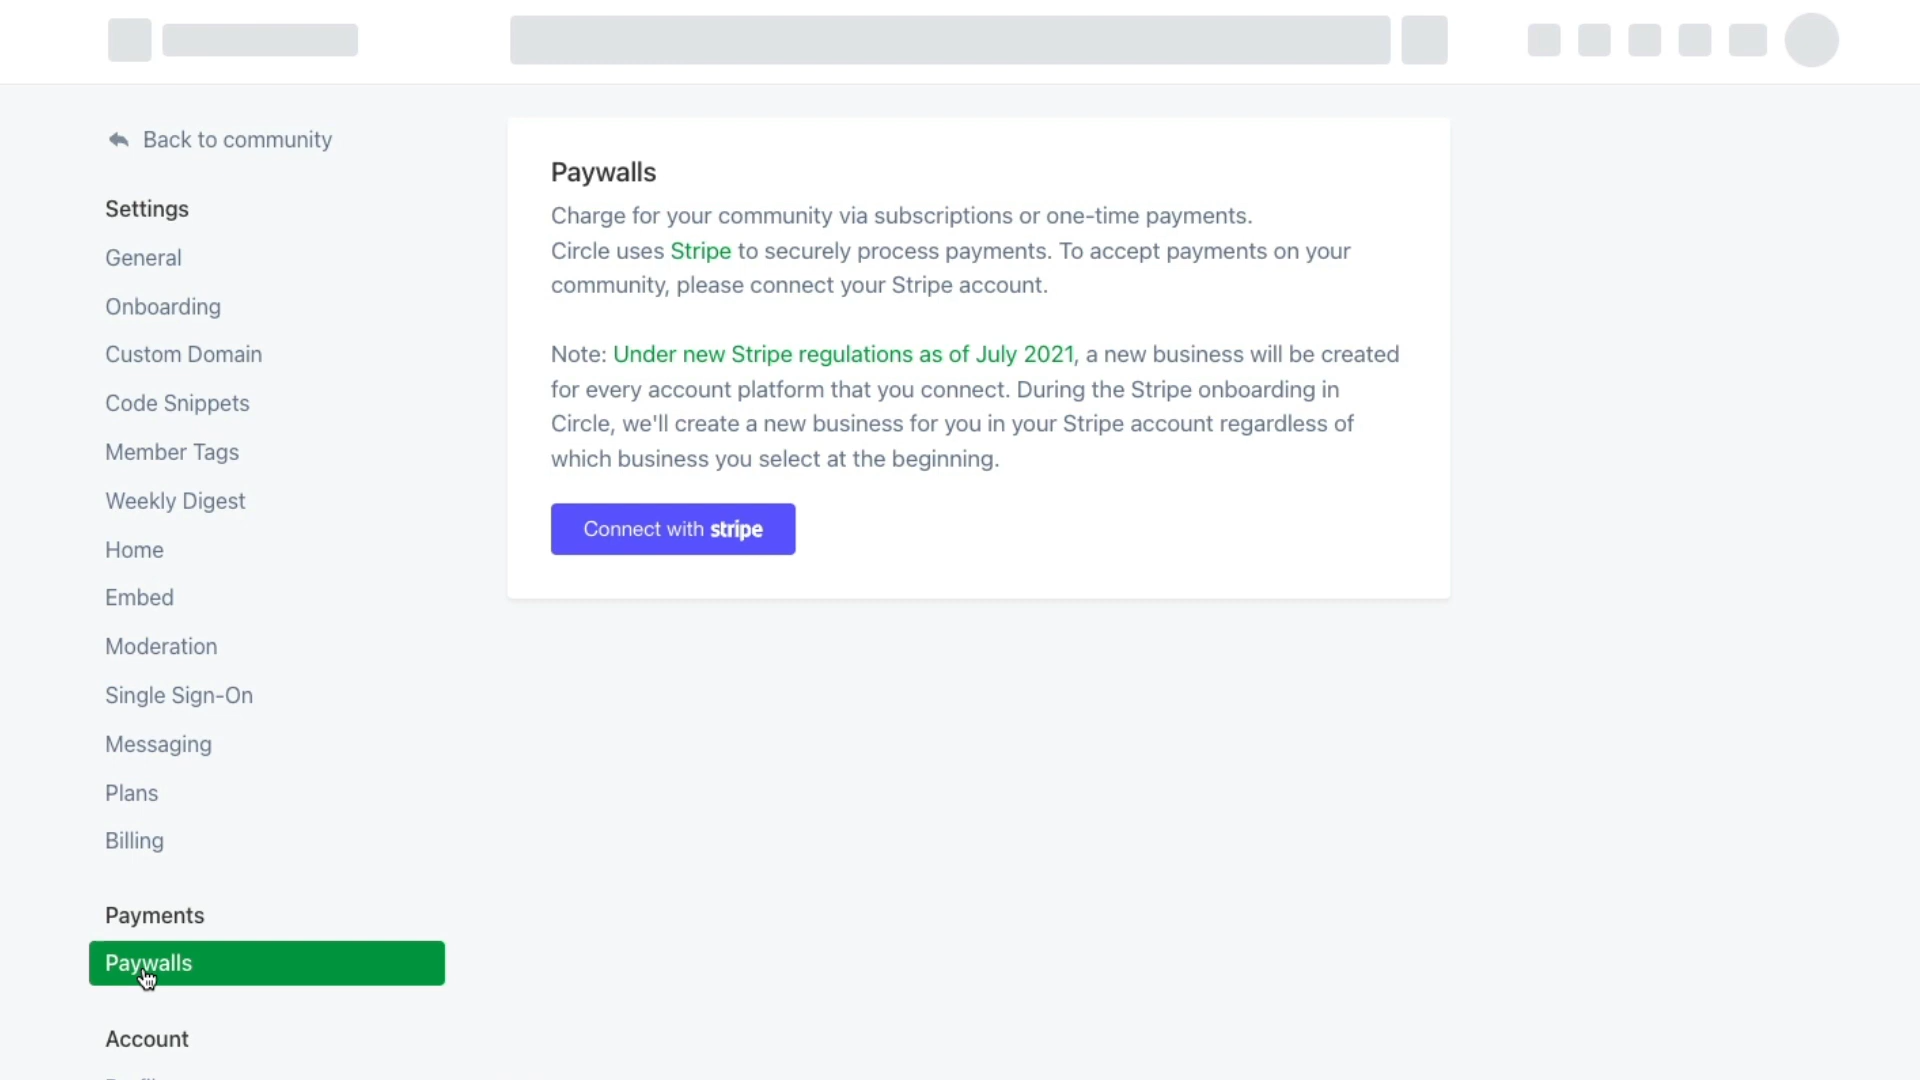 Back to community
Settings
General
Onboarding
Custom Domain
Code Snippets
Member Tags
Weekly Digest
Home
Embed
Moderation
Single Sign-On
Messaging
Plans
Billing
Payments
Paywalls
Account
Paywalls
Charge for your community via subscriptions or one-time payments.
Circle uses Stripe to securely process payments. To accept payments on your
community, please connect your Stripe account.
Note: Under new Stripe regulations as of July 2021, a new business will be created
for every account platform that you connect. During the Stripe onboarding in
Circle, we'll create a new business for you in your Stripe account regardless of
which business you select at the beginning.
Connect with stripe